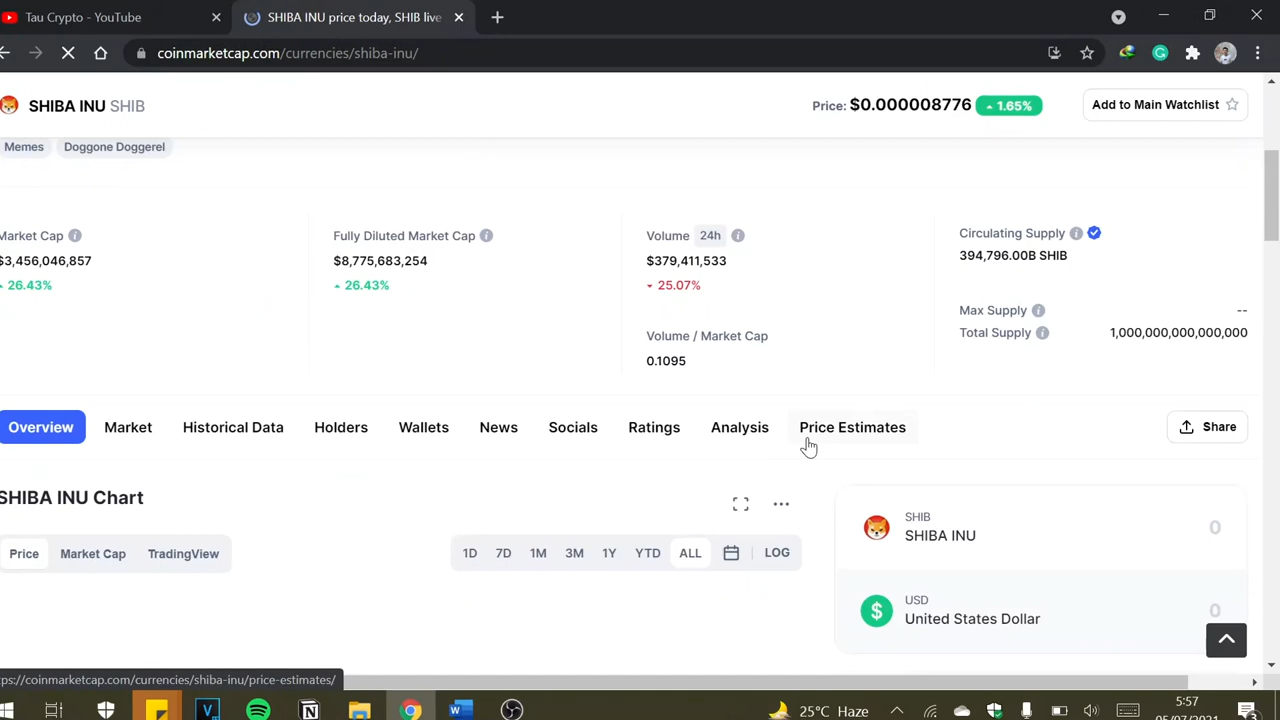 Tau Crypto - YouTube
SHIBA INU price today, SHIB live
coinmarketcap.com/currencies/shiba-inu/
SHIBA INU SHIB
Price: $0.000008776 1.65%
Add to Main Watchlist
Memes
Doggone Doggerel
Market Cap
$3,456,046,857
26.43%
Fully Diluted Market Cap
$8,775,683,254
26.43%
Volume 24h
$379,411,533
25.07%
Volume / Market Cap
0.1095
Circulating Supply
394,796.00B SHIB
Max Supply --
Total Supply 1,000,000,000,000,000
Overview
Market
Historical Data
Holders
Wallets
News
Socials
Ratings
Analysis
Price Estimates
Share
SHIBA INU Chart
Price
Market Cap
TradingView
1D
7D
1M
3M
1Y
YTD
ALL
LOG
SHIB
SHIBA INU
0
USD
United States Dollar
0
ps://coinmarketcap.com/currencies/shiba-inu/price-estimates/
25°C Haze
5:57
05/07/2021
3